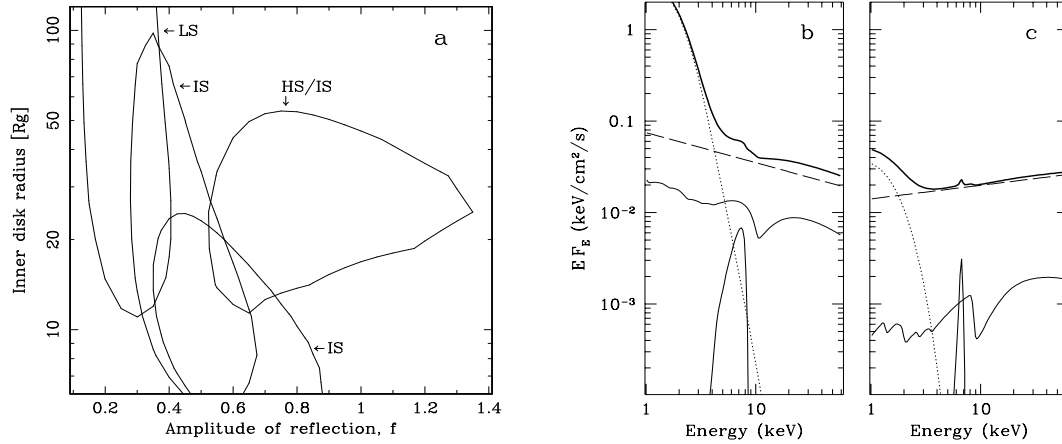 100
50
20
10
Inner disk radius [Rg]
a
←LS
←IS
HS/IS
↓
←IS
0.2 0.4 0.6 0.8 1 1.2 1.4
Amplitude of reflection, f
b
1
0.1
10⁻²
10⁻³
E F_E (keV/cm²/s)
1 10
Energy (keV)
c
1 10
Energy (keV)